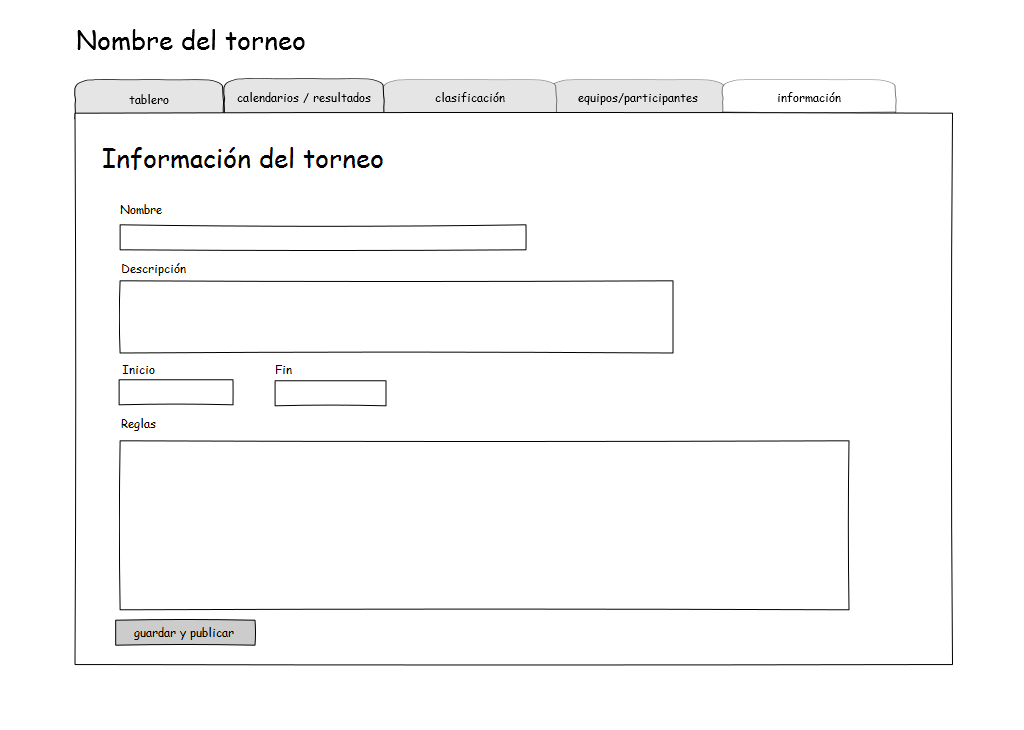 Nombre del torneo
tablero calendarios / resultados clasificación equipos/participantes información
Información del torneo
Nombre
Descripción
Inicio Fin
Reglas
guardar y publicar